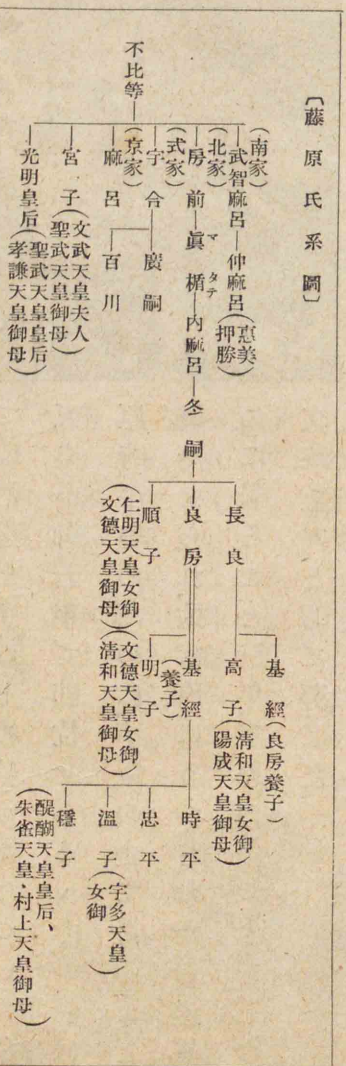 〔藤原氏系圖〕
不比等
(南家)
武智麻呂―仲麻呂(惠美押勝)
(北家)
房前―眞楯―內麻呂―冬嗣
マ タテ
(式家)
宇合―廣嗣
百川
(京家)
麻呂
宮子(文武天皇夫人
聖武天皇御母)
光明皇后(聖武天皇皇后
孝謙天皇御母)
長良
良房
順子
(仁明天皇女御
文德天皇御母)
基經(良房養子)
高子(淸和天皇女御
陽成天皇御母)
基經
(養子)
明子
(文德天皇女御
淸和天皇御母)
時平
忠平
溫子(宇多天皇
女御)
穩子
(醍醐天皇皇后、
朱雀天皇・村上天皇御母)